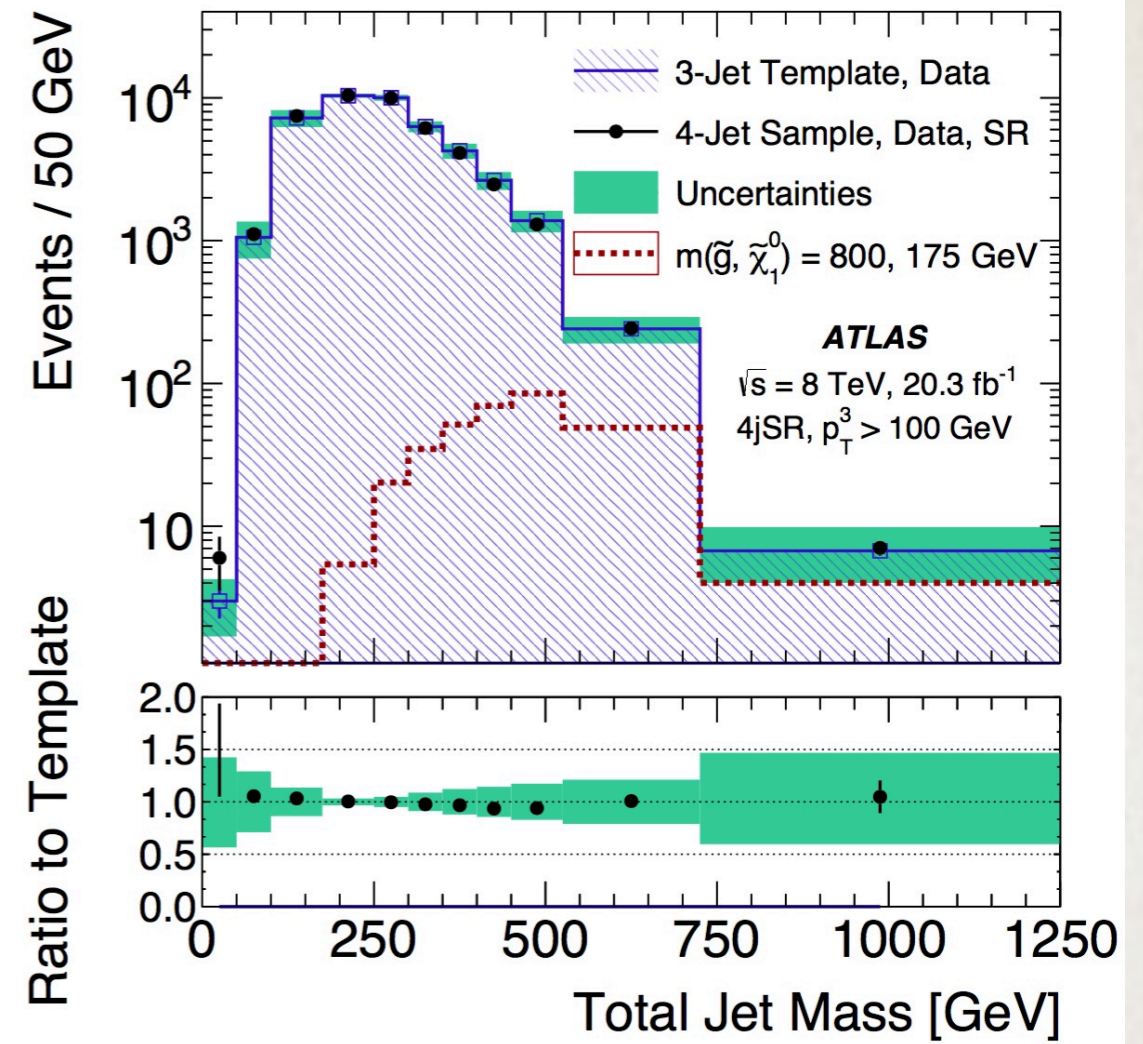 Events / 50 GeV
10⁴
10³
10²
10
3-Jet Template, Data
4-Jet Sample, Data, SR
Uncertainties
m(g̃, χ̃₁⁰) = 800, 175 GeV
ATLAS
√s = 8 TeV, 20.3 fb⁻¹
4jSR, p_T³ > 100 GeV
Ratio to Template
2.0
1.5
1.0
0.5
0.0
0 250 500 750 1000 1250
Total Jet Mass [GeV]